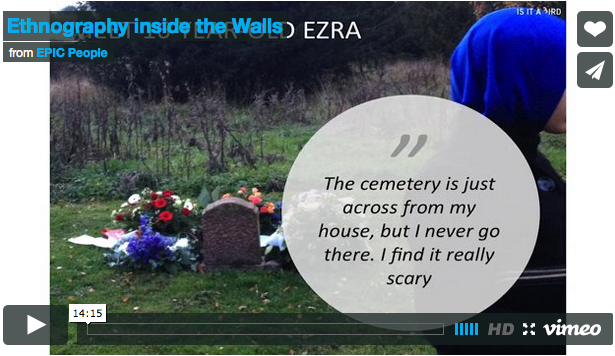 IS IT A BIRD
Ethnography inside the Walls
YEAR OLD EZRA
from EPIC People
”
The cemetery is just
across from my
house, but I never go
there. I find it really
scary
14:15
HD vimeo